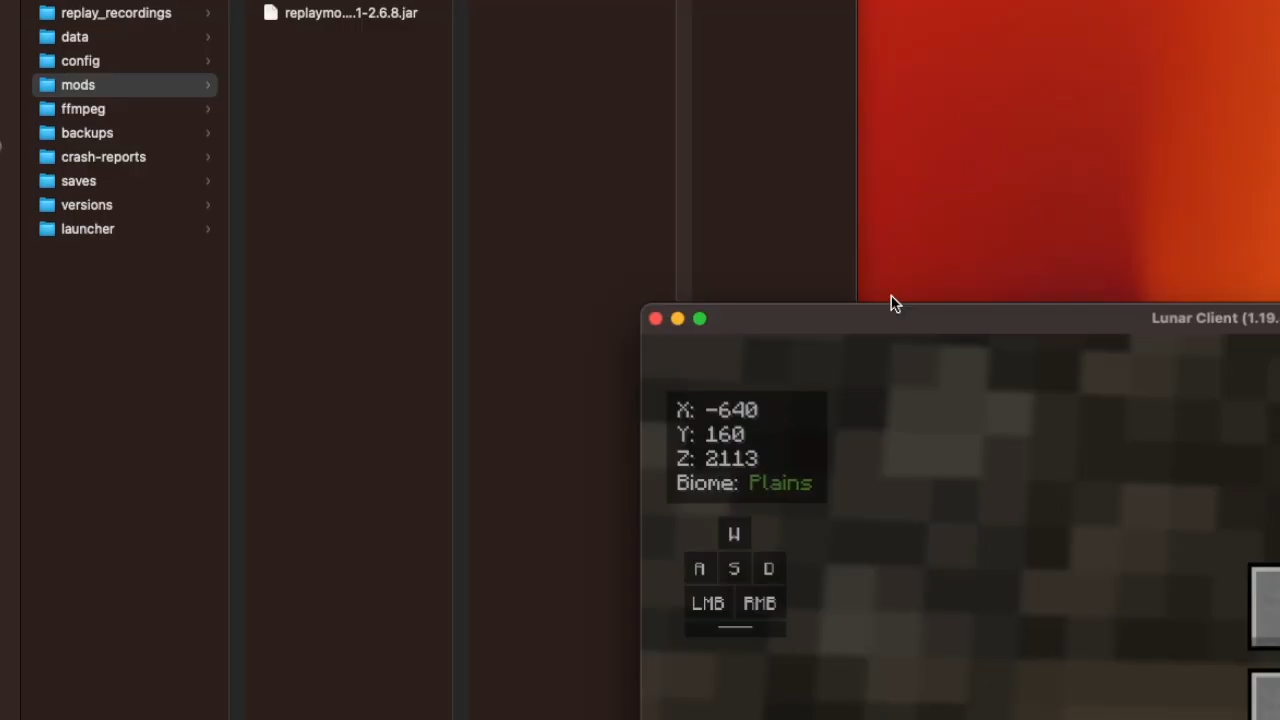 replay_recordings
data
config
mods
ffmpeg
backups
crash-reports
saves
versions
launcher
replaymo....1-2.6.8.jar
Lunar Client (1.19.
X: -640
Y: 160
Z: 2113
Biome: Plains
W
A S D
LMB RMB